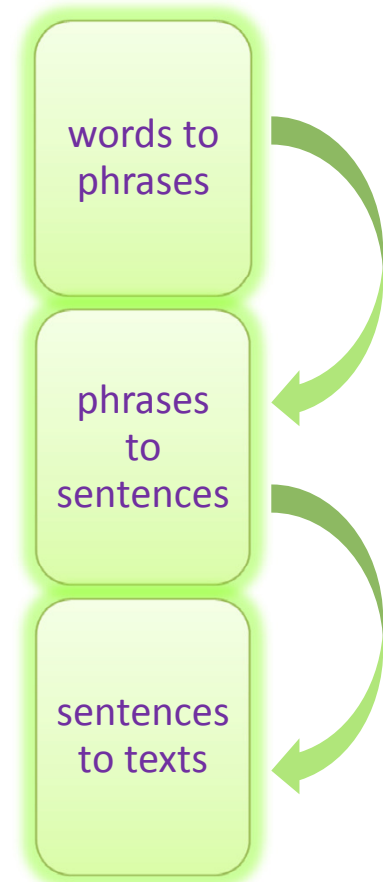 words to
phrases
phrases
to
sentences
sentences
to texts